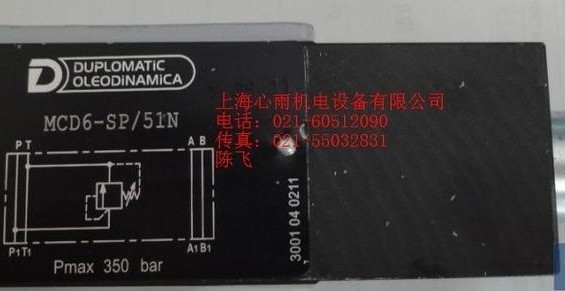 D DUPLOMATIC
OLEODINAMICA
MCD6-SP/51N
上海心雨机电设备有限公司
电话：021-60512090
传真：021-55032831
陈飞
P T
A B
P1 T1
A1 B1
3001 04 0211
Pmax 350 bar